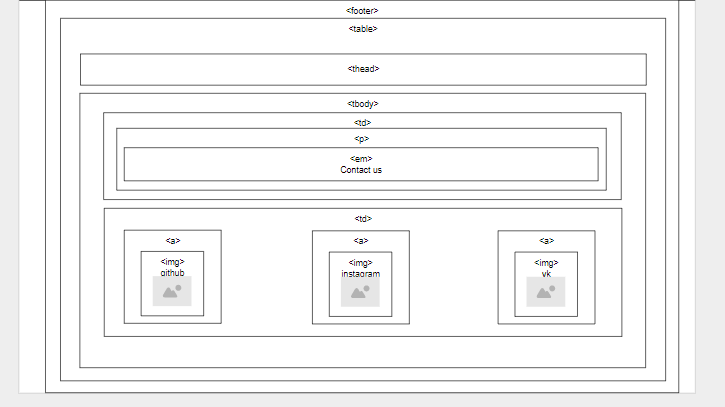 <footer>
<table>
<thead>
<tbody>
<td>
<p>
<em>
Contact us
<td>
<a> <a> <a>
<img> <img> <img>
github instagram vk